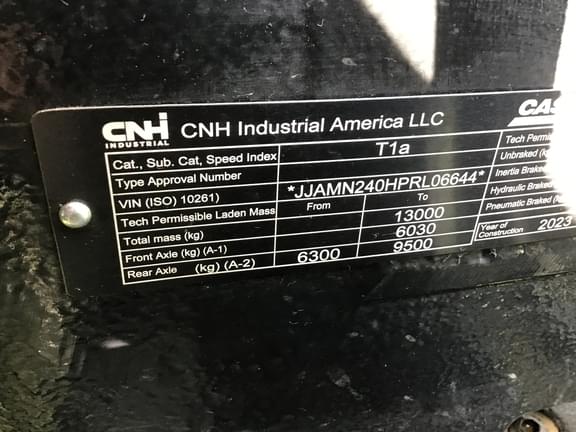 CNH INDUSTRIAL CNH Industrial America LLC CAS
Cat., Sub. Cat, Speed Index T1a Tech Permis
Type Approval Number Unbraked (k
VIN (ISO) 10261) *JJAMN240HPRL06644* Inertia Braked
Tech Permissible Laden Mass From To Hydraulic Braked
Total mass (kg) 13000 Pneumatic Braked
Front Axle (kg) (A-1) 6030 Year of Construction 2023
Rear Axle (kg) (A-2) 6300 9500